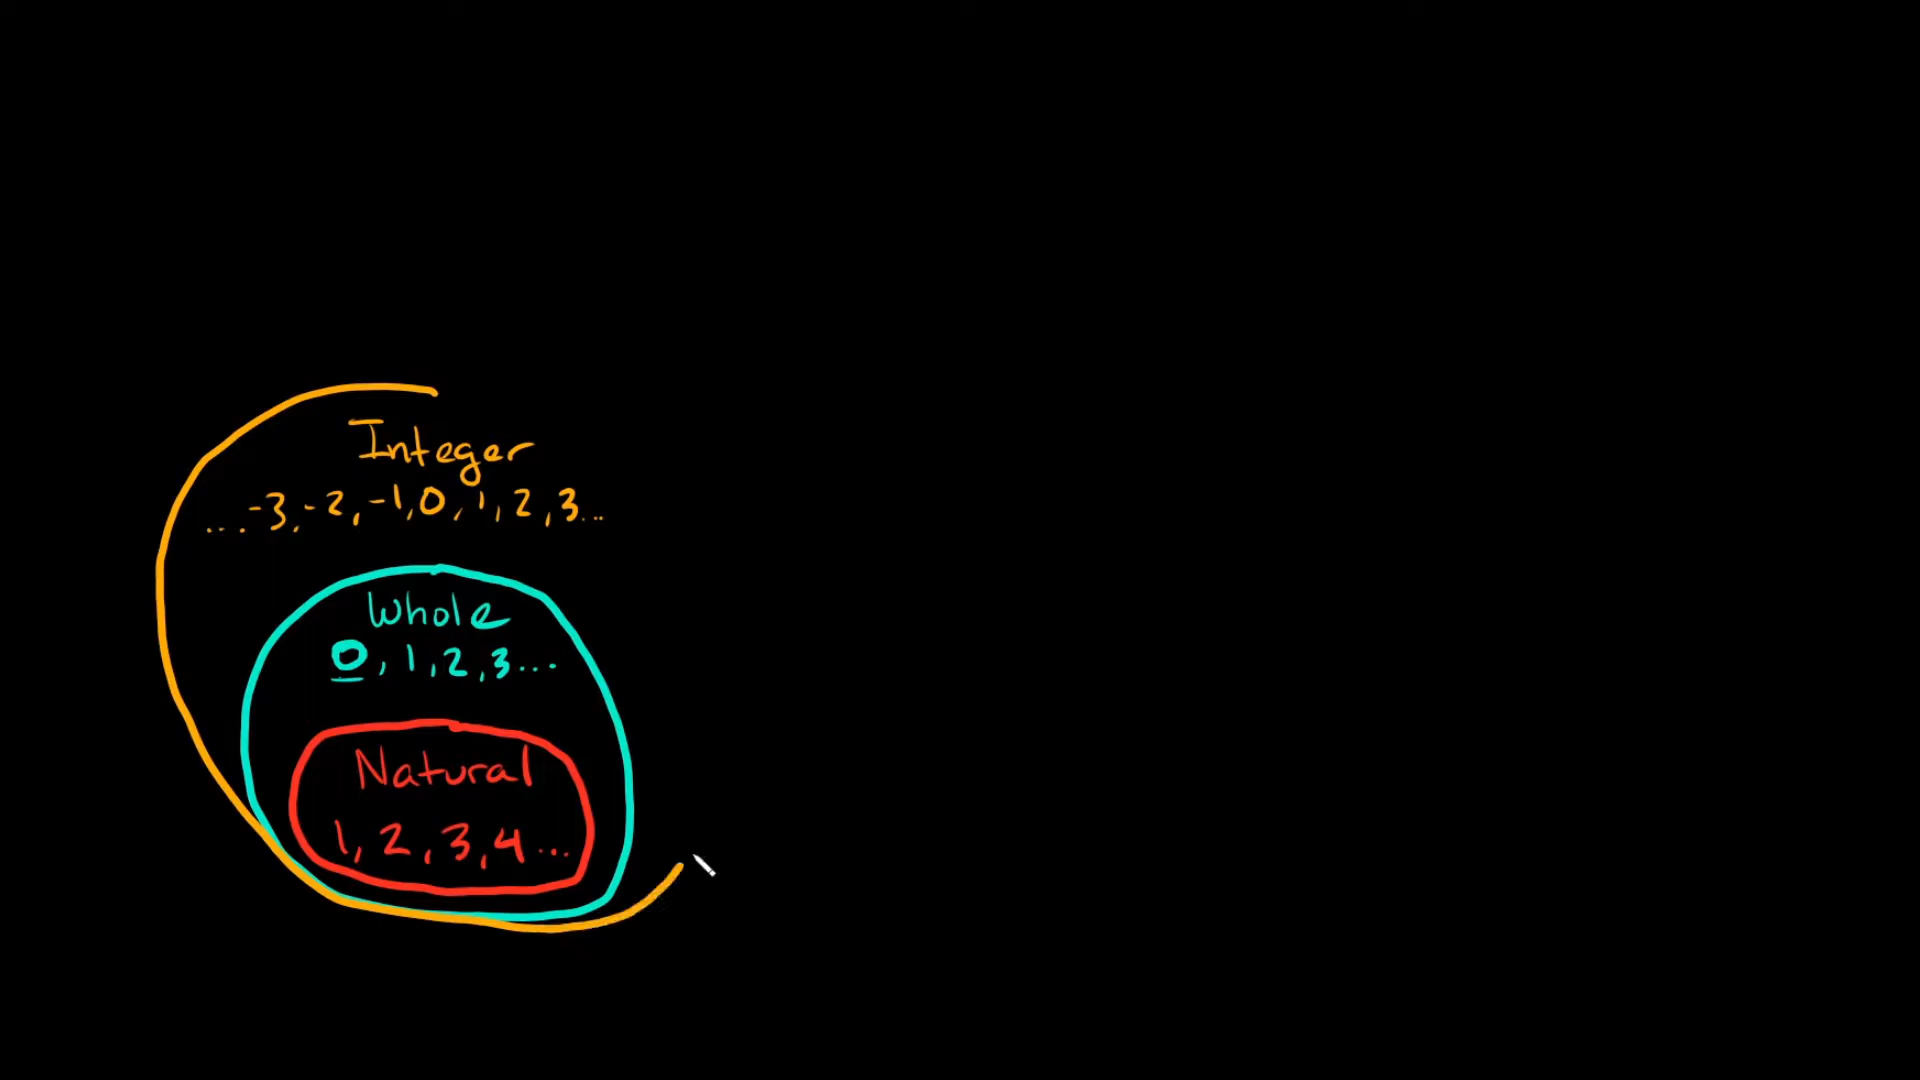 Integer
...-3,-2,-1,0,1,2,3...
Whole
0,1,2,3...
Natural
1,2,3,4...